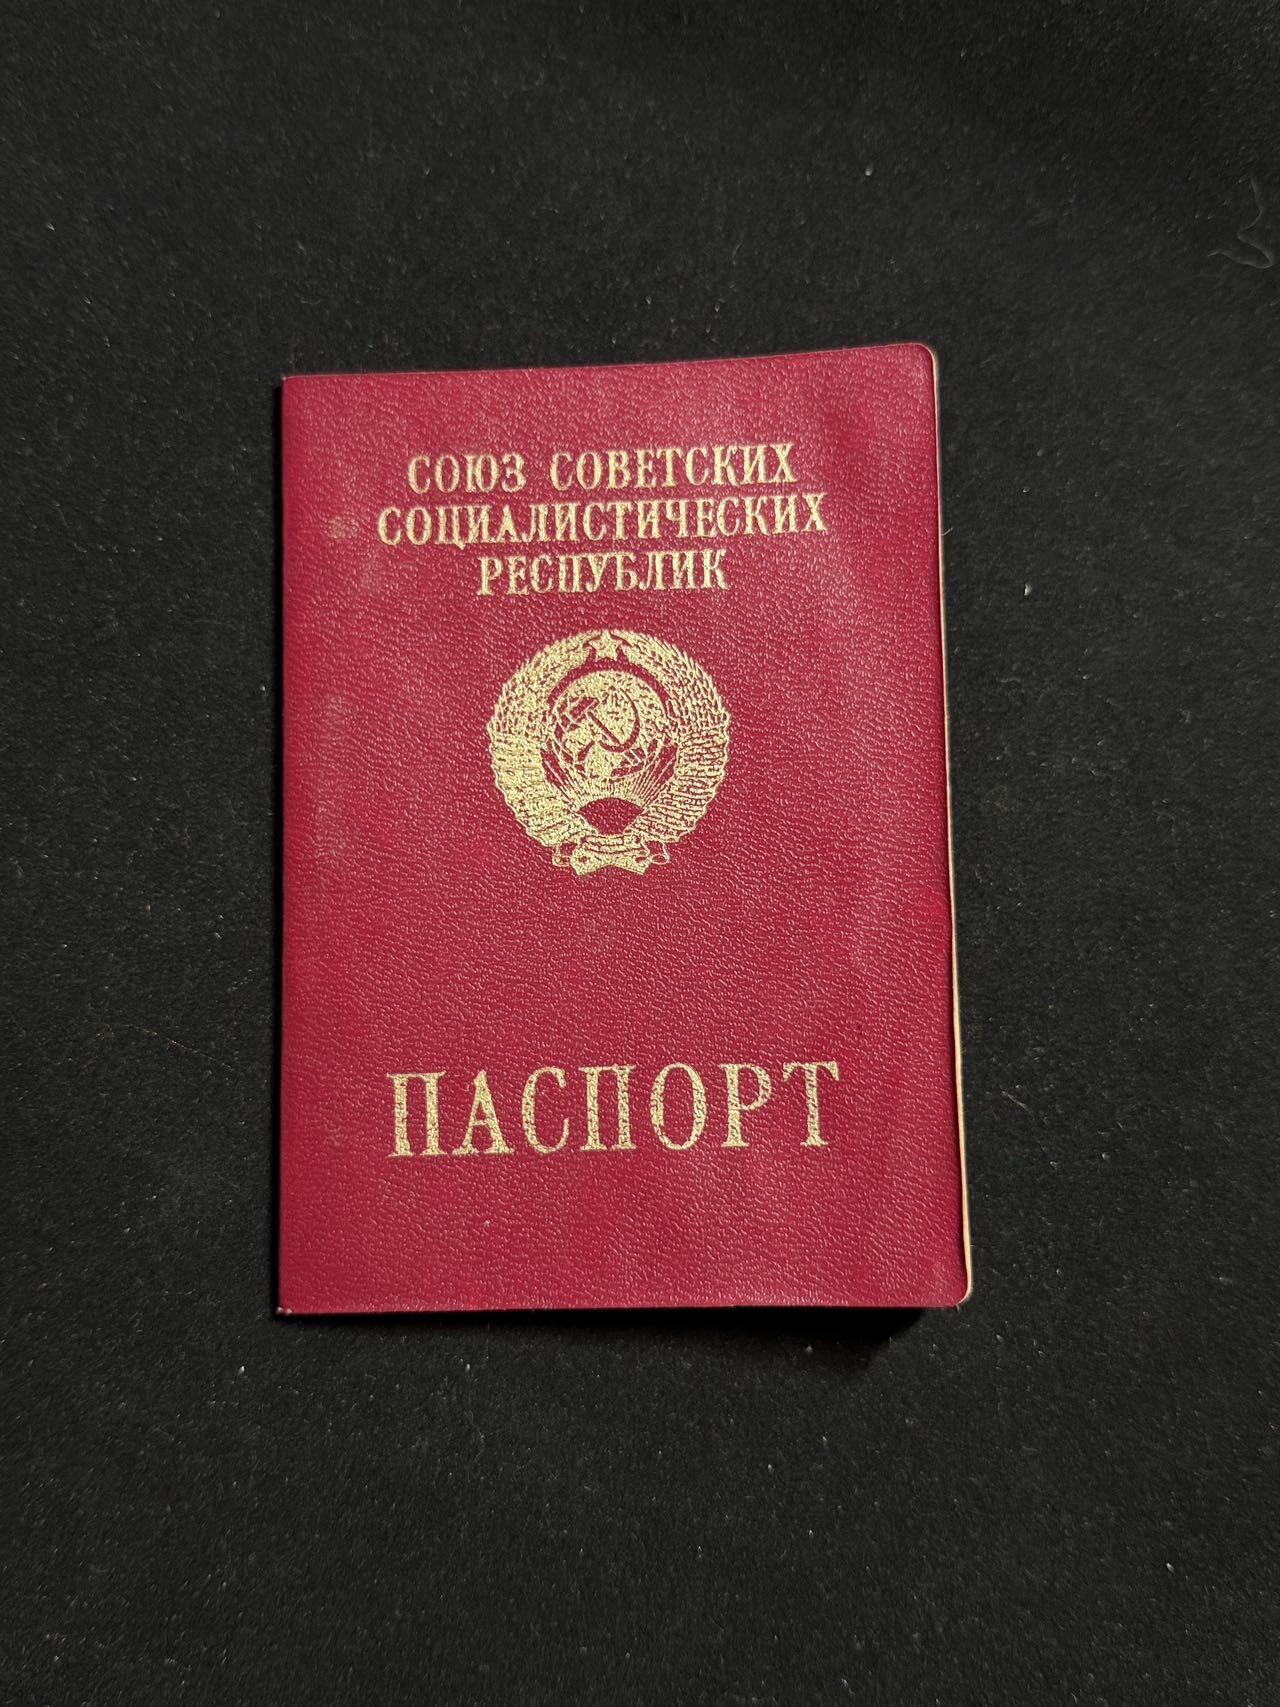 СОЮЗ СОВЕТСКИХ
СОЦИАЛИСТИЧЕСКИХ
РЕСПУБЛИК
ПАСПОРТ